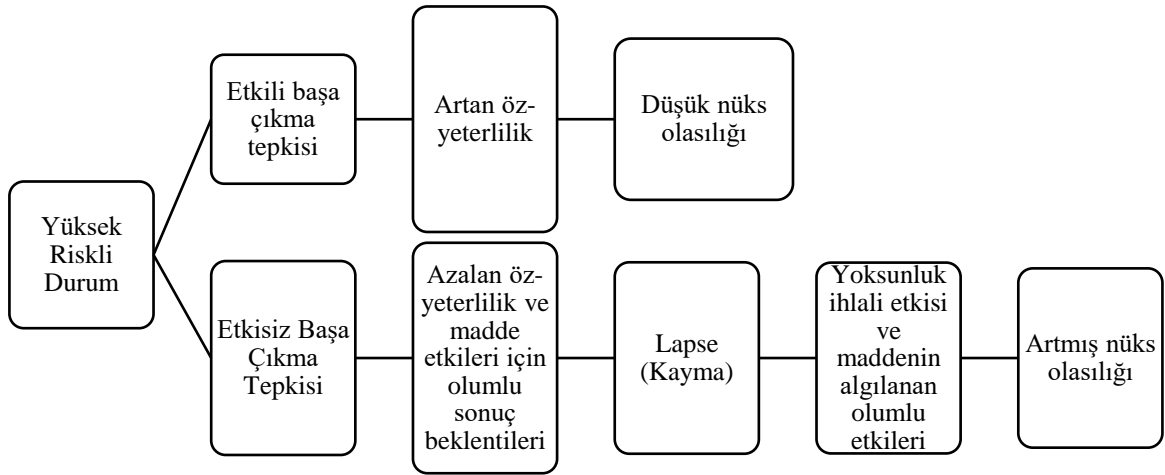 Yüksek
Riskli
Durum
Etkili başa
çıkma
tepkisi
Artan öz-
yeterlilik
Düşük nüks
olasılığı
Etkisiz Başa
Çıkma
Tepkisi
Azalan öz-
yeterlilik ve
madde
etkileri için
olumlu
sonuç
beklentileri
Lapse
(Kayma)
Yoksunluk
ihlali etkisi
ve
maddenin
algılanan
olumlu
etkileri
Artmış nüks
olasılığı